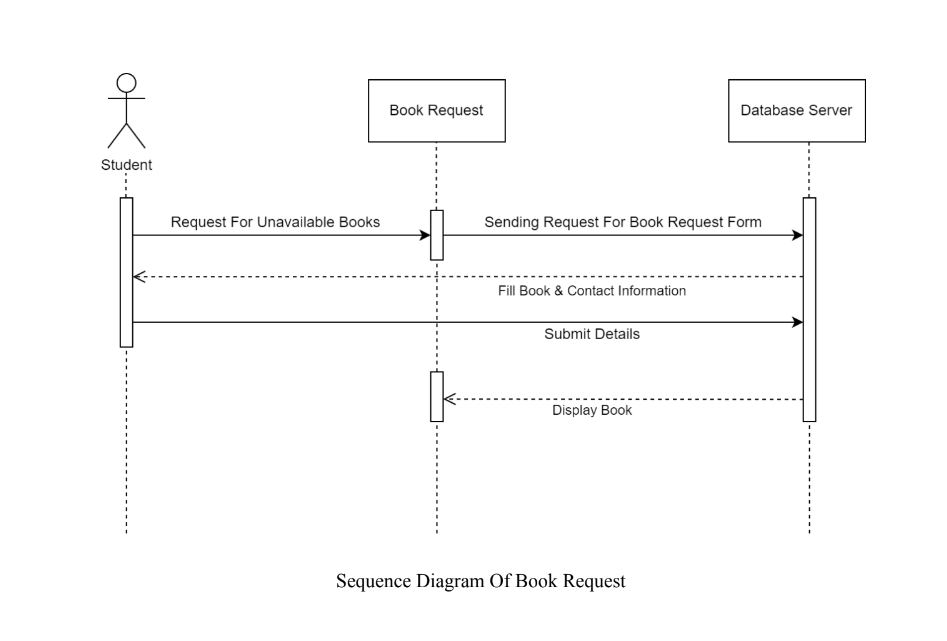 Student
Book Request
Database Server
Request For Unavailable Books
Sending Request For Book Request Form
Fill Book & Contact Information
Submit Details
Display Book
Sequence Diagram Of Book Request